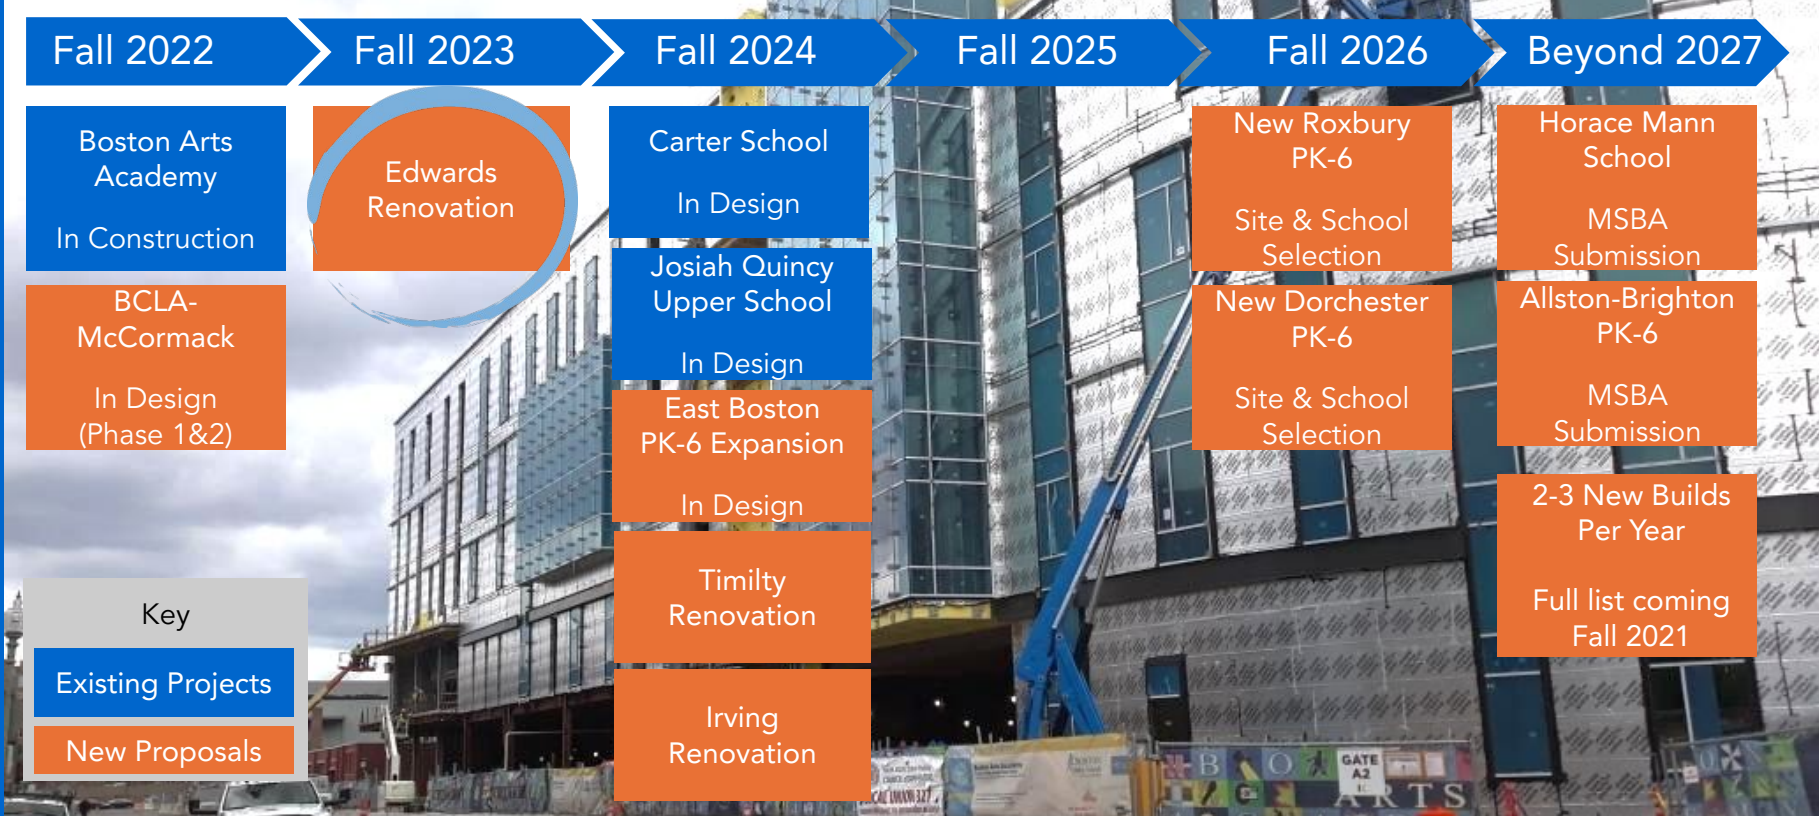 Fall 2022
Fall 2023
Fall 2024
Fall 2025
Fall 2026
Beyond 2027
Boston Arts
Academy
In Construction
BCLA-
McCormack
In Design
(Phase 1&2)
Edwards
Renovation
Carter School
In Design
Josiah Quincy
Upper School
In Design
East Boston
PK-6 Expansion
In Design
Timilty
Renovation
Irving
Renovation
New Roxbury
PK-6
Site & School
Selection
New Dorchester
PK-6
Site & School
Selection
Horace Mann
School
MSBA
Submission
Allston-Brighton
PK-6
MSBA
Submission
2-3 New Builds
Per Year
Full list coming
Fall 2021
Key
Existing Projects
New Proposals
GATE
A2
B O
ARTS